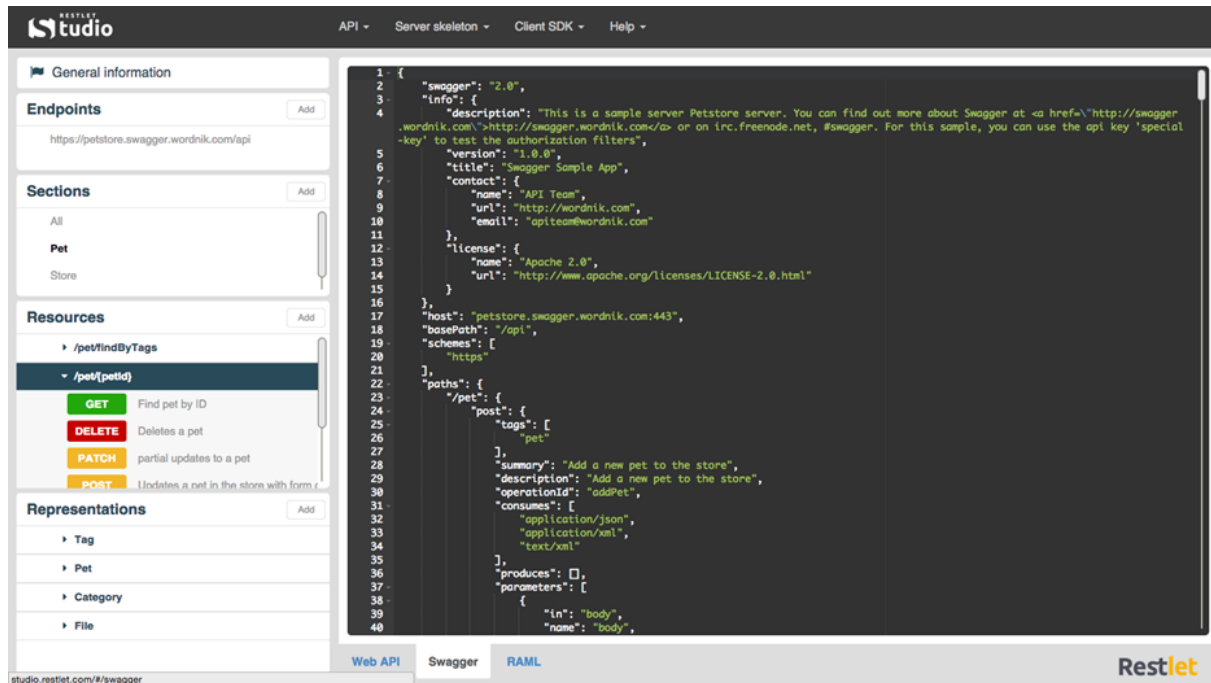 RESTLET
Studio
API
Server skeleton
Client SDK
Help
General information
Endpoints
Add
https://petstore.swagger.wordnik.com/api
Sections
Add
All
Pet
Store
Resources
Add
/pet/findByTags
/pet/{petId}
GET Find pet by ID
DELETE Deletes a pet
PATCH partial updates to a pet
POST Updates a pet in the store with form
Representations
Add
Tag
Pet
Category
File
studio.restlet.com/#/swagger
1 {
2 "swagger": "2.0",
3 "info": {
4 "description": "This is a sample server Petstore server. You can find out more about Swagger at <a href=\"http://swagger
.wordnik.com\">http://swagger.wordnik.com</a> or on irc.freenode.net, #swagger. For this sample, you can use the api key 'special
-key' to test the authorization filters",
5 "version": "1.0.0",
6 "title": "Swagger Sample App",
7 "contact": {
8 "name": "API Team",
9 "url": "http://wordnik.com",
10 "email": "apiteam@wordnik.com"
11 },
12 "license": {
13 "name": "Apache 2.0",
14 "url": "http://www.apache.org/licenses/LICENSE-2.0.html"
15 }
16 },
17 "host": "petstore.swagger.wordnik.com:443",
18 "basePath": "/api",
19 "schemes": [
20 "https"
21 ],
22 "paths": {
23 "/pet": {
24 "post": {
25 "tags": [
26 "pet"
27 ],
28 "summary": "Add a new pet to the store",
29 "description": "Add a new pet to the store",
30 "operationId": "addPet",
31 "consumes": [
32 "application/json",
33 "application/xml",
34 "text/xml"
35 ],
36 "produces": [],
37 "parameters": [
38 {
39 "in": "body",
40 "name": "body",
Web API
Swagger
RAML
Restlet